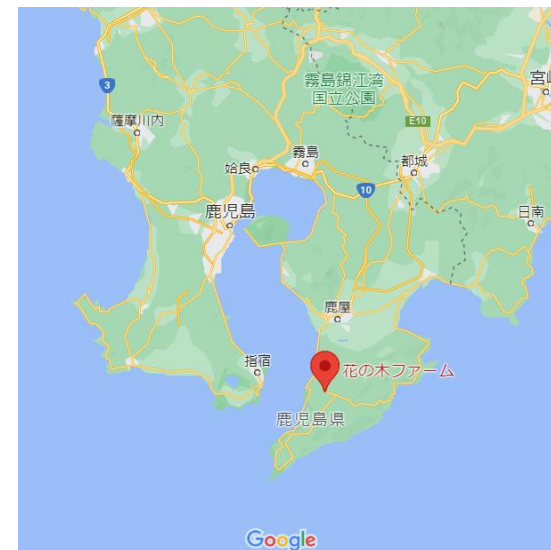 3
霧島錦江湾
国立公園
宮崎
薩摩川内
E10
霧島
姶良
都城
10
鹿児島
日南
鹿屋
指宿
花の木ファーム
鹿児島県
Google